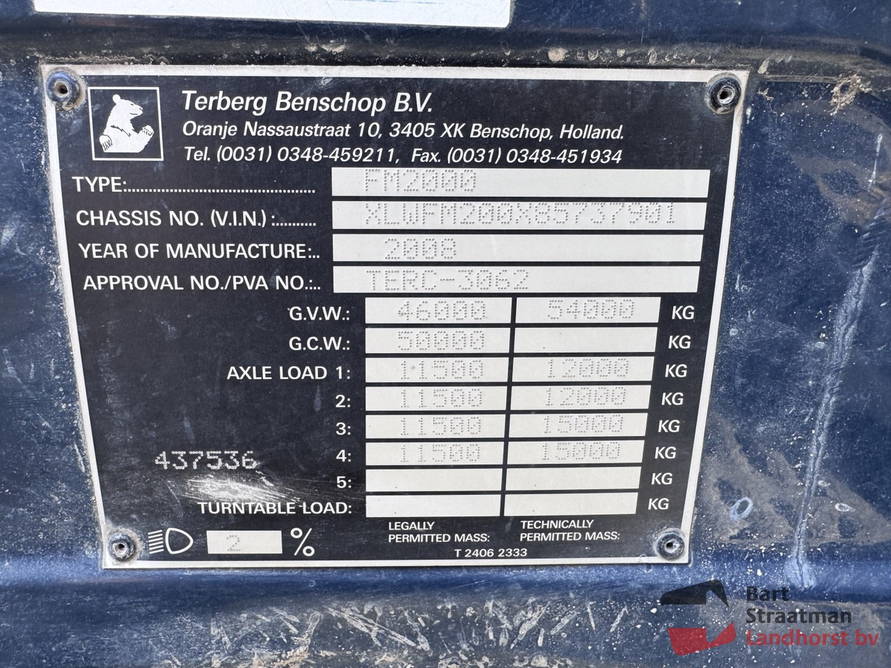 Terberg Benschop B.V.
Oranje Nassaustraat 10, 3405 XK Benschop, Holland.
Tel. (0031) 0348-459211, Fax. (0031) 0348-451934
TYPE:........................................ FM2000
CHASSIS NO. (V.I.N.) :......... XLWFM200X85737901
YEAR OF MANUFACTURE:.. 2008
APPROVAL NO./PVA NO.:.. TERC-3062
G.V.W.: 46000 54000 KG
G.C.W.: 50000 KG
AXLE LOAD 1: 11500 12000 KG
2: 11500 12000 KG
3: 11500 15000 KG
437536
4: 11500 15000 KG
5: KG
TURNTABLE LOAD: KG
2 %
LEGALLY PERMITTED MASS:
TECHNICALLY PERMITTED MASS:
T 2406 2333
Bart
Straatman
Landhorst bv